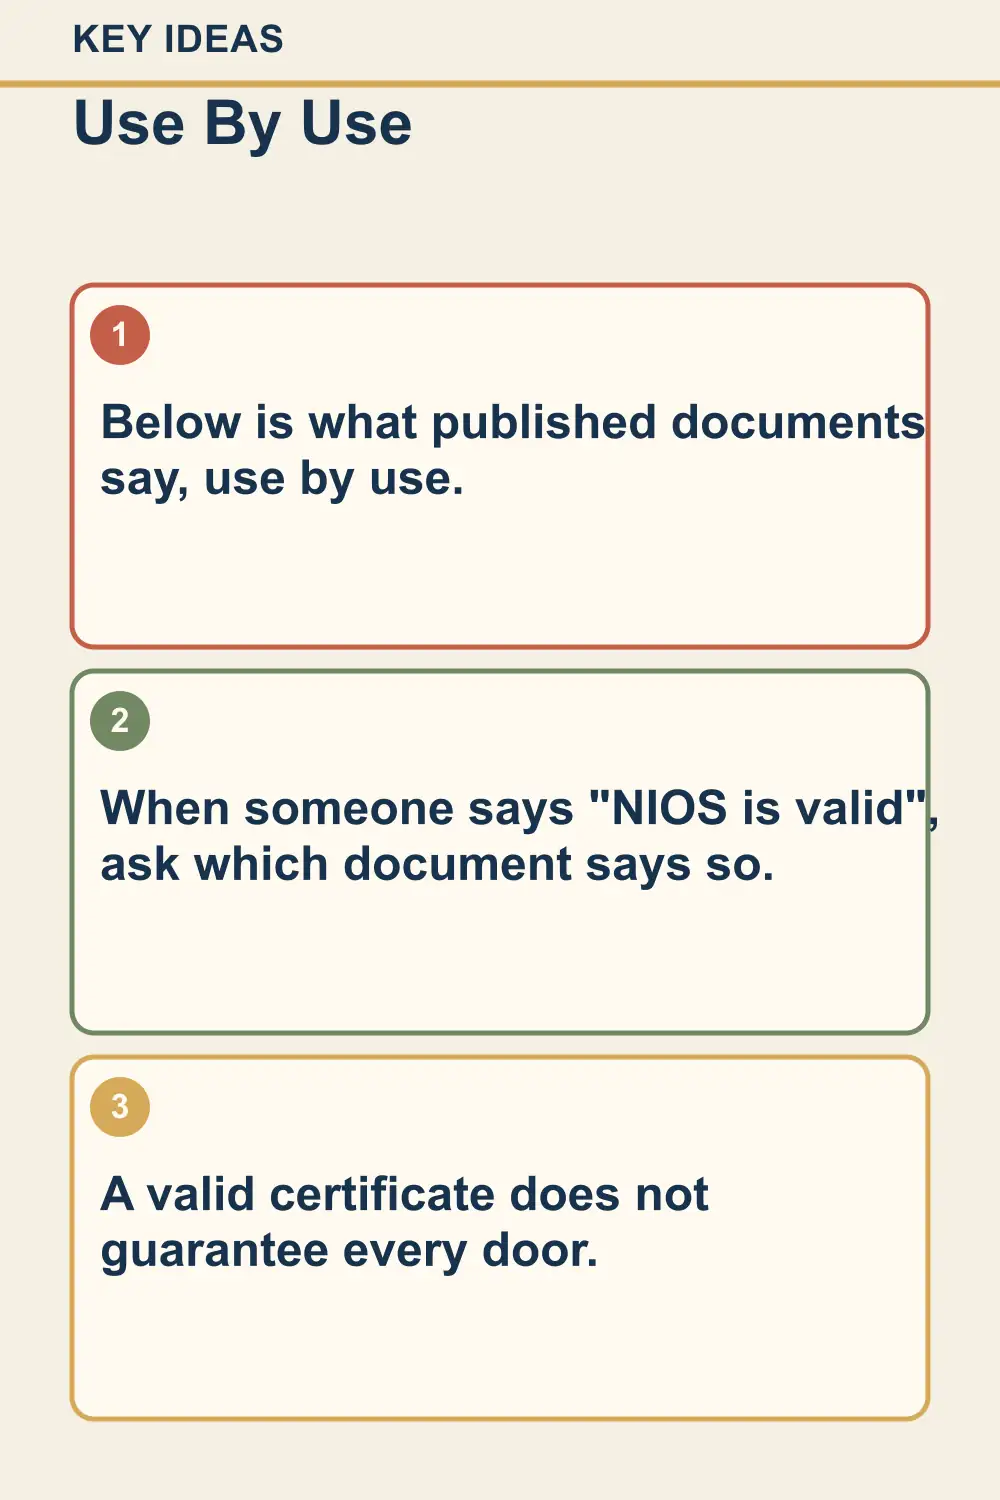 KEY IDEAS
Use By Use
1
Below is what published documents
say, use by use.
2
When someone says "NIOS is valid",
ask which document says so.
3
A valid certificate does not
guarantee every door.